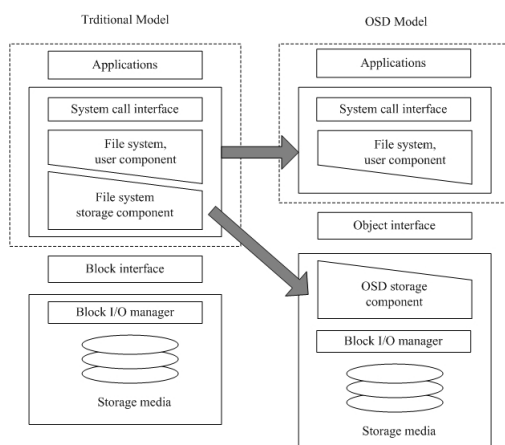 Trditional Model
Applications
System call interface
File system,
user component
File system
storage component
Block interface
Block I/O manager
Storage media
OSD Model
Applications
System call interface
File system,
user component
Object interface
OSD storage
component
Block I/O manager
Storage media